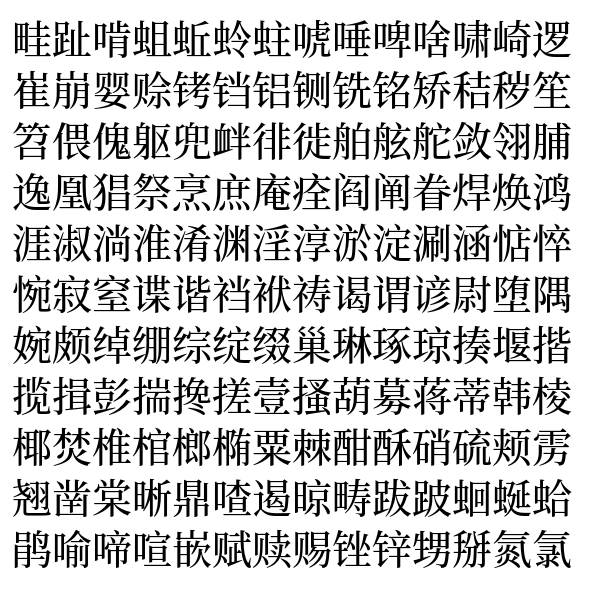 畦趾啃蛆蚯蛉蛀唬唾啤啥啸崎逻
崔崩婴赊铐铛铝铡铣铭矫秸秽笙
笤偎傀躯兜衅徘徙舶舷舵敛翎脯
逸凰猖祭烹庶庵痊阎阐眷焊焕鸿
涯淑淌淮淆渊淫淳淤淀涮涵惦悴
惋寂窒谍谐裆袱祷谒谓谚尉堕隅
婉颇绰绷综绽缀巢琳琢琼揍堰揩
揽揖彭揣搀搓壹搔葫募蒋蒂韩棱
椰焚椎棺榔椭粟棘酣酥硝硫颊雳
翘凿棠晰鼎喳遏晾畴跋跛蛔蜒蛤
鹃喻啼喧嵌赋赎赐锉锌甥掰氮氯